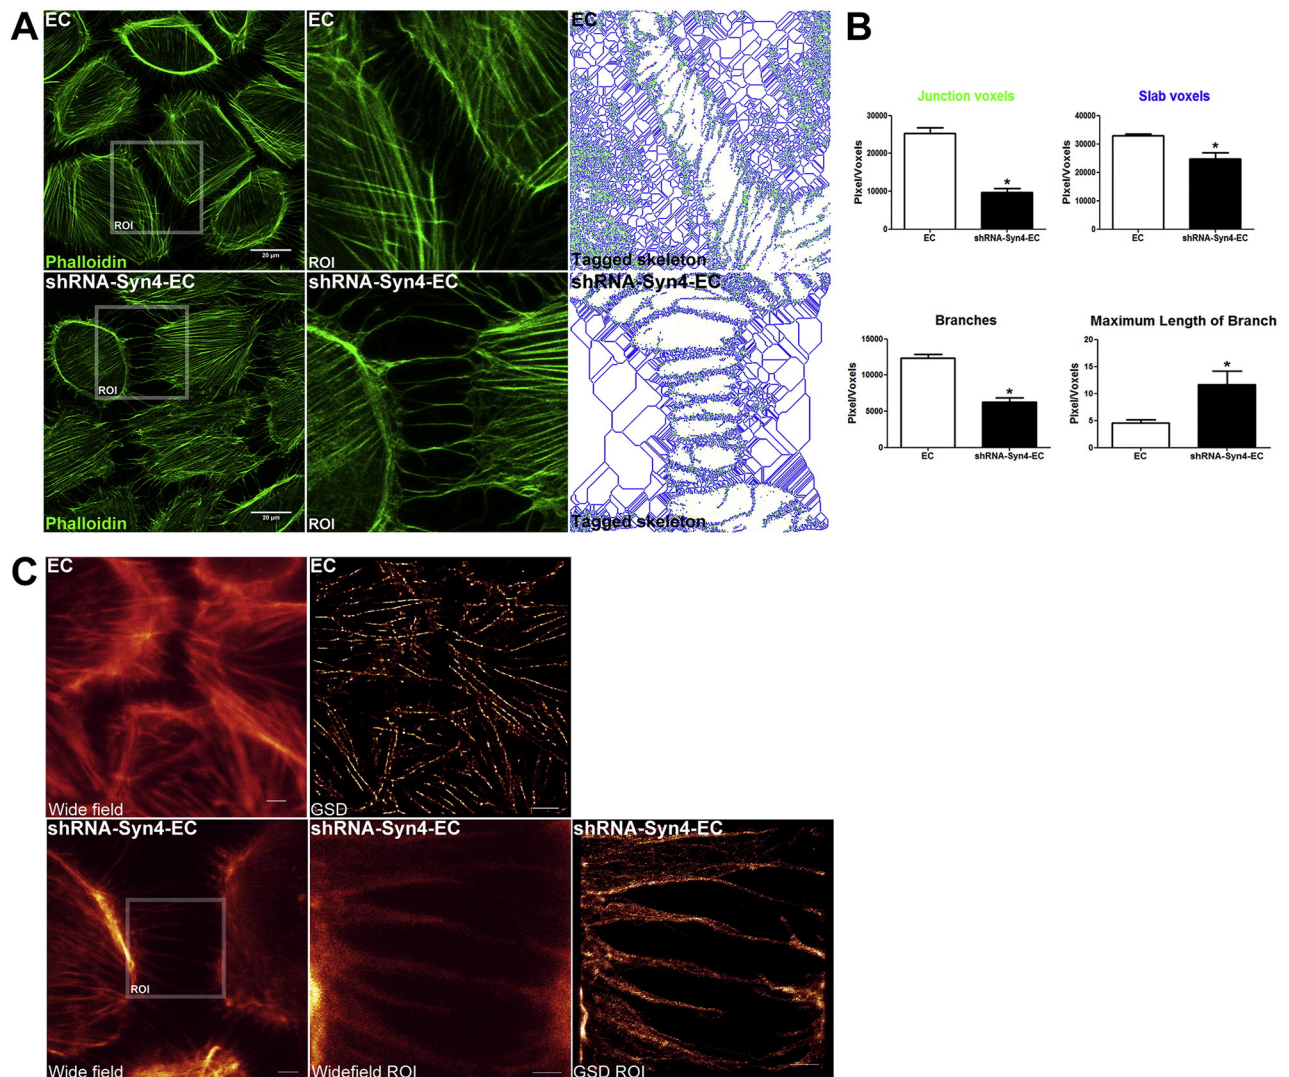 A
EC
ROI
Phalloidin
20 µm
EC
ROI
EC
Tagged skeleton
shRNA-Syn4-EC
ROI
Phalloidin
20 µm
shRNA-Syn4-EC
ROI
shRNA-Syn4-EC
Tagged skeleton
B
Junction voxels
Pixel/Voxels
30000
20000
10000
0
*
EC
shRNA-Syn4-EC
Slab voxels
Pixel/Voxels
40000
30000
20000
10000
0
*
EC
shRNA-Syn4-EC
Branches
Pixel/Voxels
15000
10000
5000
0
*
EC
shRNA-Syn4-EC
Maximum Length of Branch
Pixel/Voxels
20
15
10
5
0
*
EC
shRNA-Syn4-EC
C
EC
Wide field
EC
GSD
shRNA-Syn4-EC
ROI
Wide field
shRNA-Syn4-EC
Widefield ROI
shRNA-Syn4-EC
GSD ROI